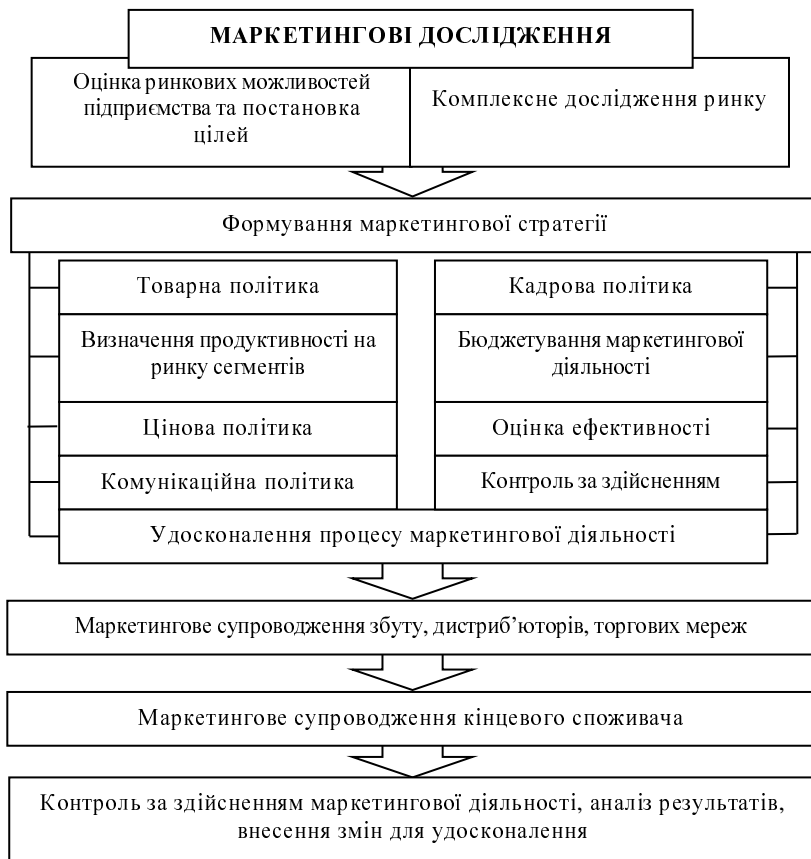 МАРКЕТИНГОВІ ДОСЛІДЖЕННЯ
Оцінка ринкових можливостей
підприємства та постановка
цілей
Комплексне дослідження ринку
Формування маркетингової стратегії
Товарна політика
Визначення продуктивності на
ринку сегментів
Цінова політика
Комунікаційна політика
Кадрова політика
Бюджетування маркетингової
діяльності
Оцінка ефективності
Контроль за здійсненням
Удосконалення процесу маркетингової діяльності
Маркетингове супроводження збуту, дистриб’юторів, торгових мереж
Маркетингове супроводження кінцевого споживача
Контроль за здійсненням маркетингової діяльності, аналіз результатів,
внесення змін для удосконалення